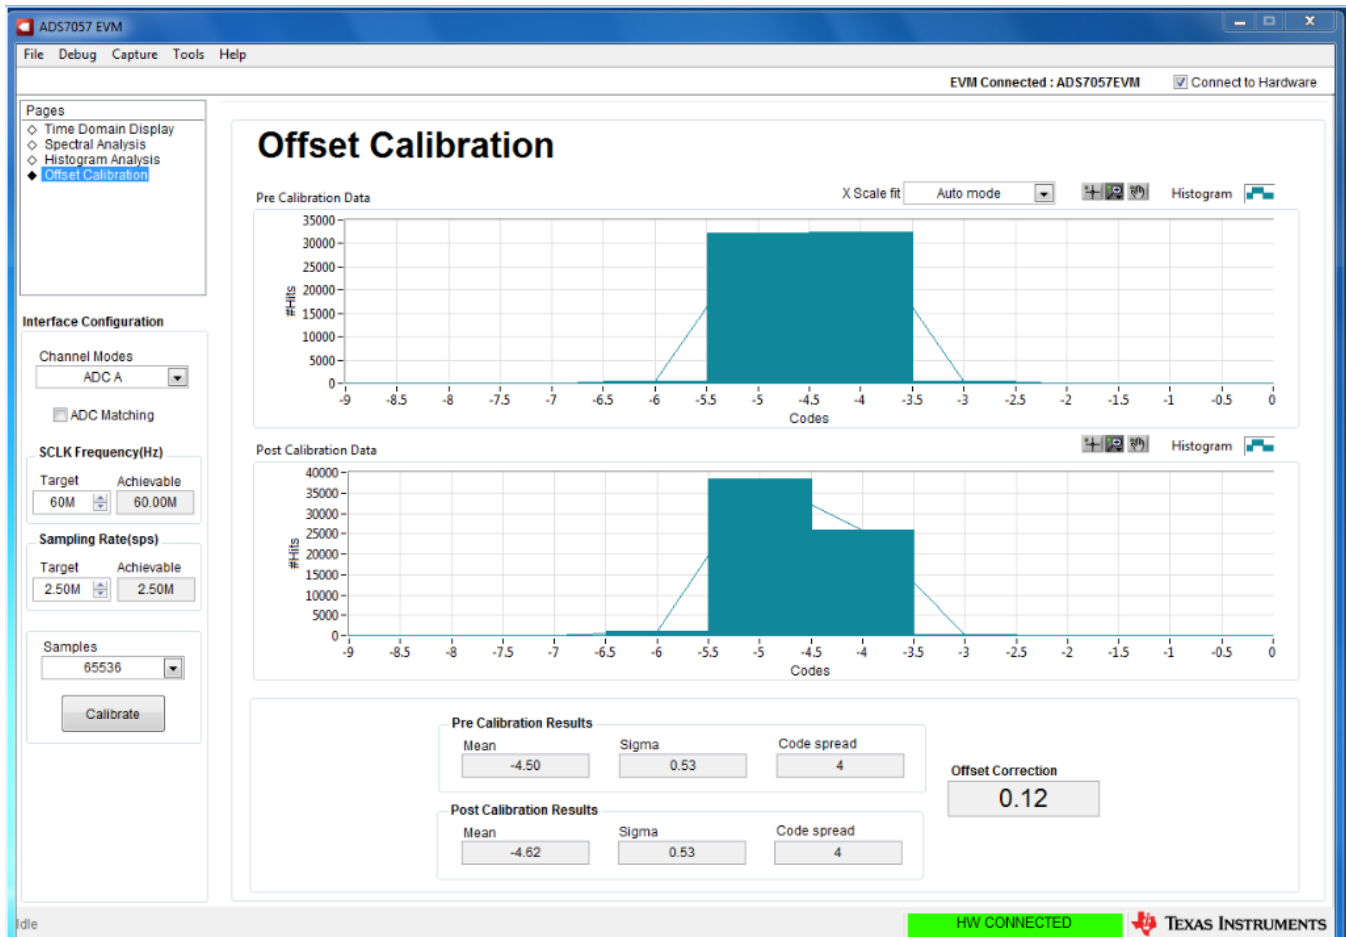 ADS7057 EVM
File Debug Capture Tools Help
EVM Connected : ADS7057EVM Connect to Hardware
Pages
Time Domain Display
Spectral Analysis
Histogram Analysis
Offset Calibration
Interface Configuration
Channel Modes
ADC A
ADC Matching
SCLK Frequency(Hz)
Target Achievable
60M 60.00M
Sampling Rate(sps)
Target Achievable
2.50M 2.50M
Samples
65536
Calibrate
Offset Calibration
Pre Calibration Data X Scale fit Auto mode Histogram
35000
30000
25000
20000
15000
10000
5000
0
#Hits
-9 -8.5 -8 -7.5 -7 -6.5 -6 -5.5 -5 -4.5 -4 -3.5 -3 -2.5 -2 -1.5 -1 -0.5 0
Codes
Post Calibration Data Histogram
40000
35000
30000
25000
20000
15000
10000
5000
0
#Hits
-9 -8.5 -8 -7.5 -7 -6.5 -6 -5.5 -5 -4.5 -4 -3.5 -3 -2.5 -2 -1.5 -1 -0.5 0
Codes
Pre Calibration Results
Mean Sigma Code spread
-4.50 0.53 4
Post Calibration Results
Mean Sigma Code spread
-4.62 0.53 4
Offset Correction
0.12
Idle HW CONNECTED TEXAS INSTRUMENTS